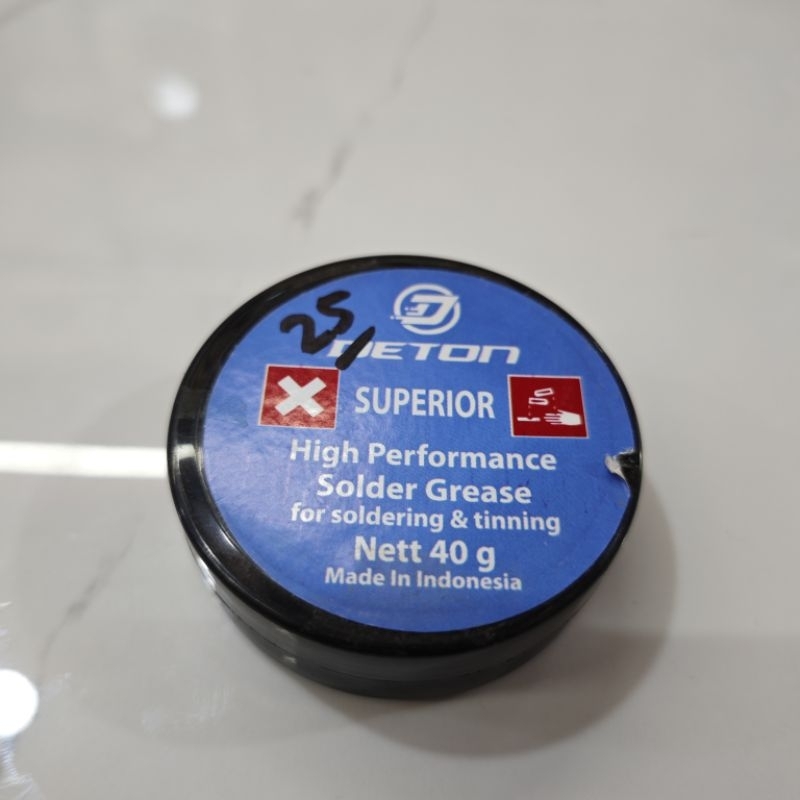 25,
DETON
SUPERIOR
High Performance
Solder Grease
for soldering & tinning
Nett 40 g
Made In Indonesia